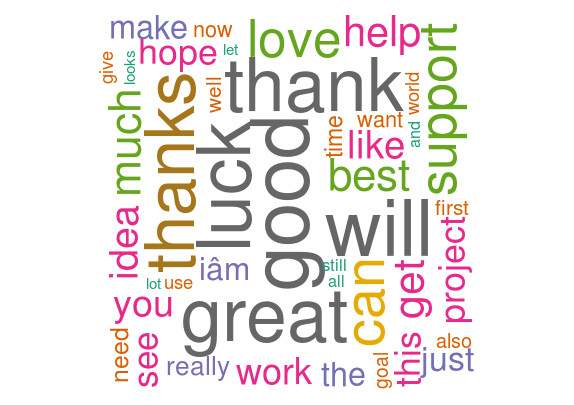 make
now
love
help
hope
let
looks
give
well
thank
world
support
much
thanks
luck
good
time
want
and
like
best
will
first
idea
iâm
still
all
lot
use
can
get
project
you
great
need
see
really
work
the
goal
this
just
also